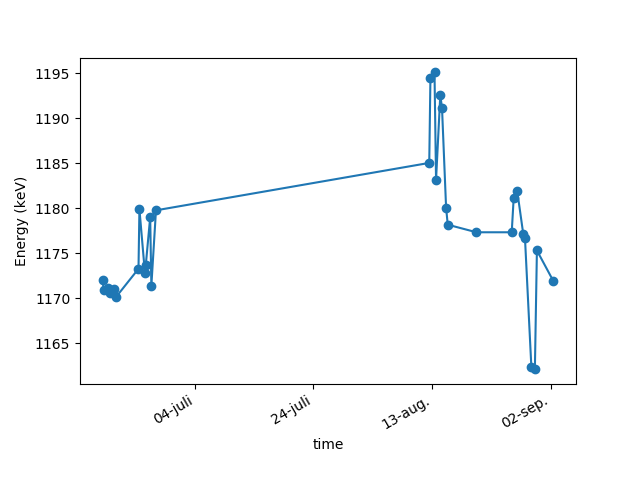 1195
1190
1185
1180
1175
1170
1165
Energy (keV)
04-juli
24-juli
13-aug.
02-sep.
time